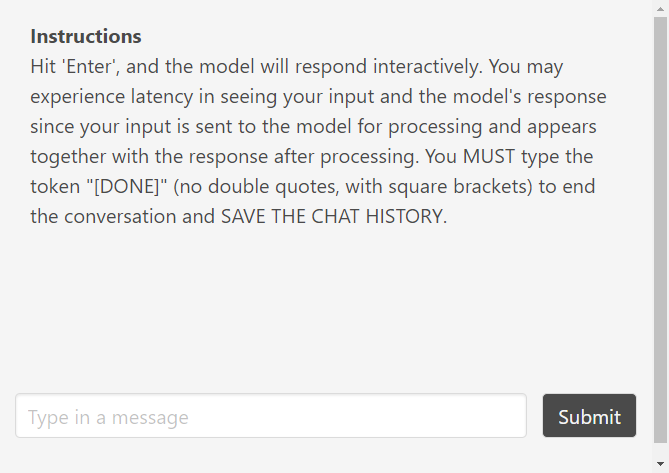 Instructions
Hit 'Enter', and the model will respond interactively. You may
experience latency in seeing your input and the model's response
since your input is sent to the model for processing and appears
together with the response after processing. You MUST type the
token "[DONE]" (no double quotes, with square brackets) to end
the conversation and SAVE THE CHAT HISTORY.
Type in a message
Submit